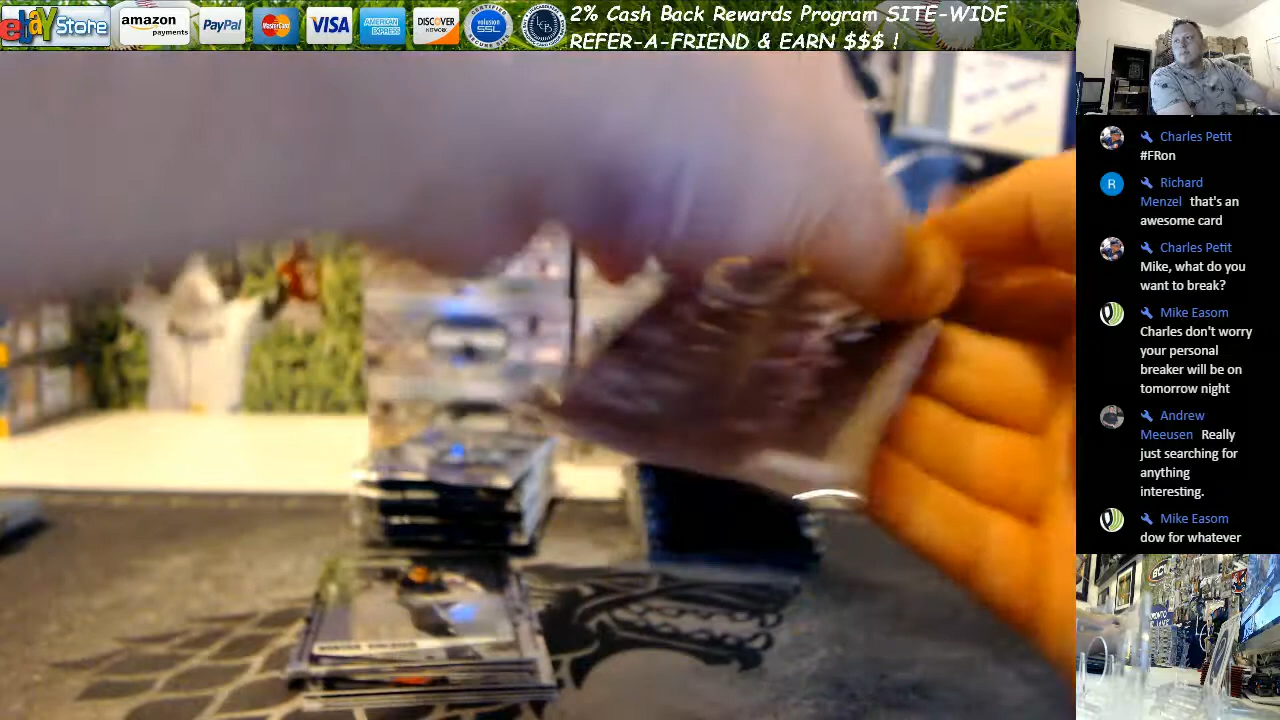 ebay Store
amazon
payments
PayPal
MasterCard
VISA
AMERICAN
EXPRESS
DISCOVER
NETWORK
volusion
SSL
2% Cash Back Rewards Program SITE-WIDE
REFER-A-FRIEND & EARN $$$ !
Charles Petit
#FRon
R
Richard
Menzel that's an
awesome card
Charles Petit
Mike, what do you
want to break?
Mike Easom
Charles don't worry
your personal
breaker will be on
tomorrow night
Andrew
Meeusen Really
just searching for
anything
interesting.
Mike Easom
dow for whatever